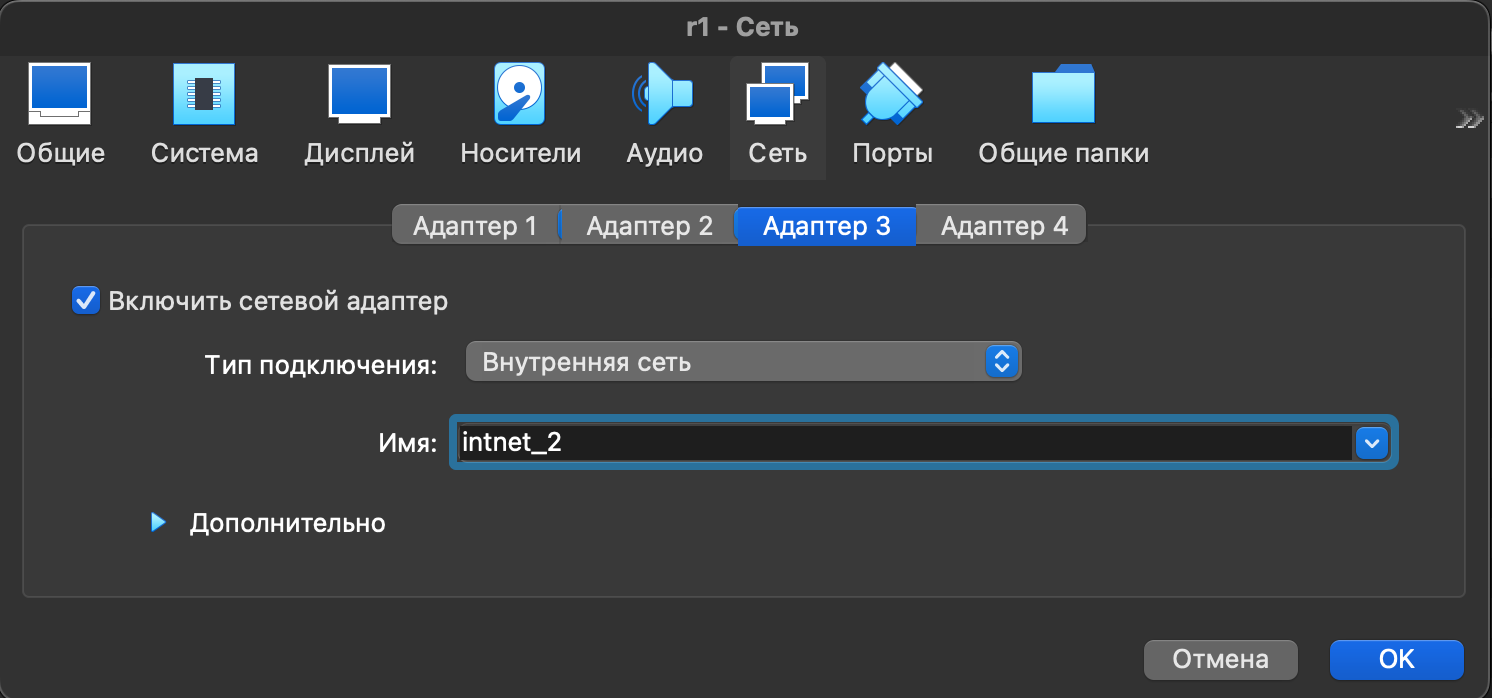 r1 - Сеть
Общие Система Дисплей Носители Аудио Сеть Порты Общие папки
Адаптер 1 Адаптер 2 Адаптер 3 Адаптер 4
Включить сетевой адаптер
Тип подключения: Внутренняя сеть
Имя: intnet_2
Дополнительно
Отмена OK